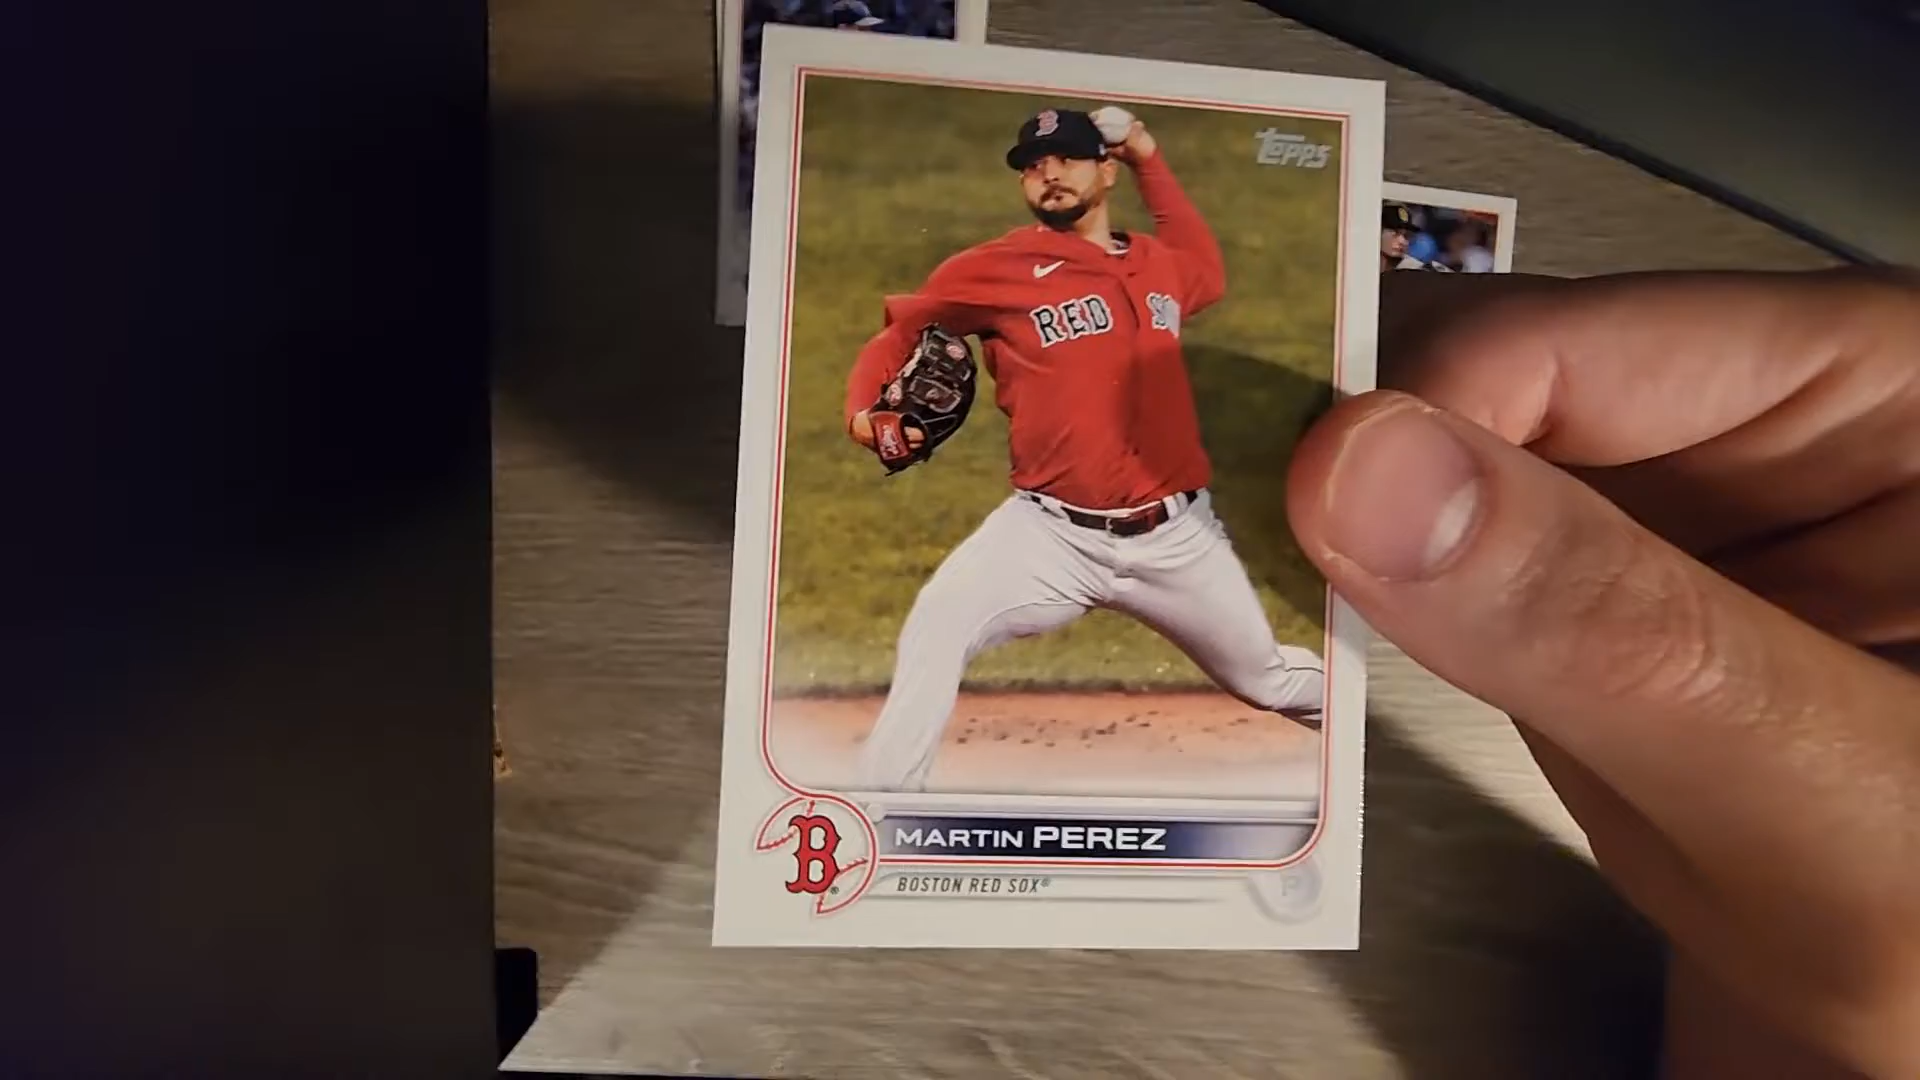 TOPPS
B
RED
MARTIN PEREZ
B
BOSTON RED SOX®
P